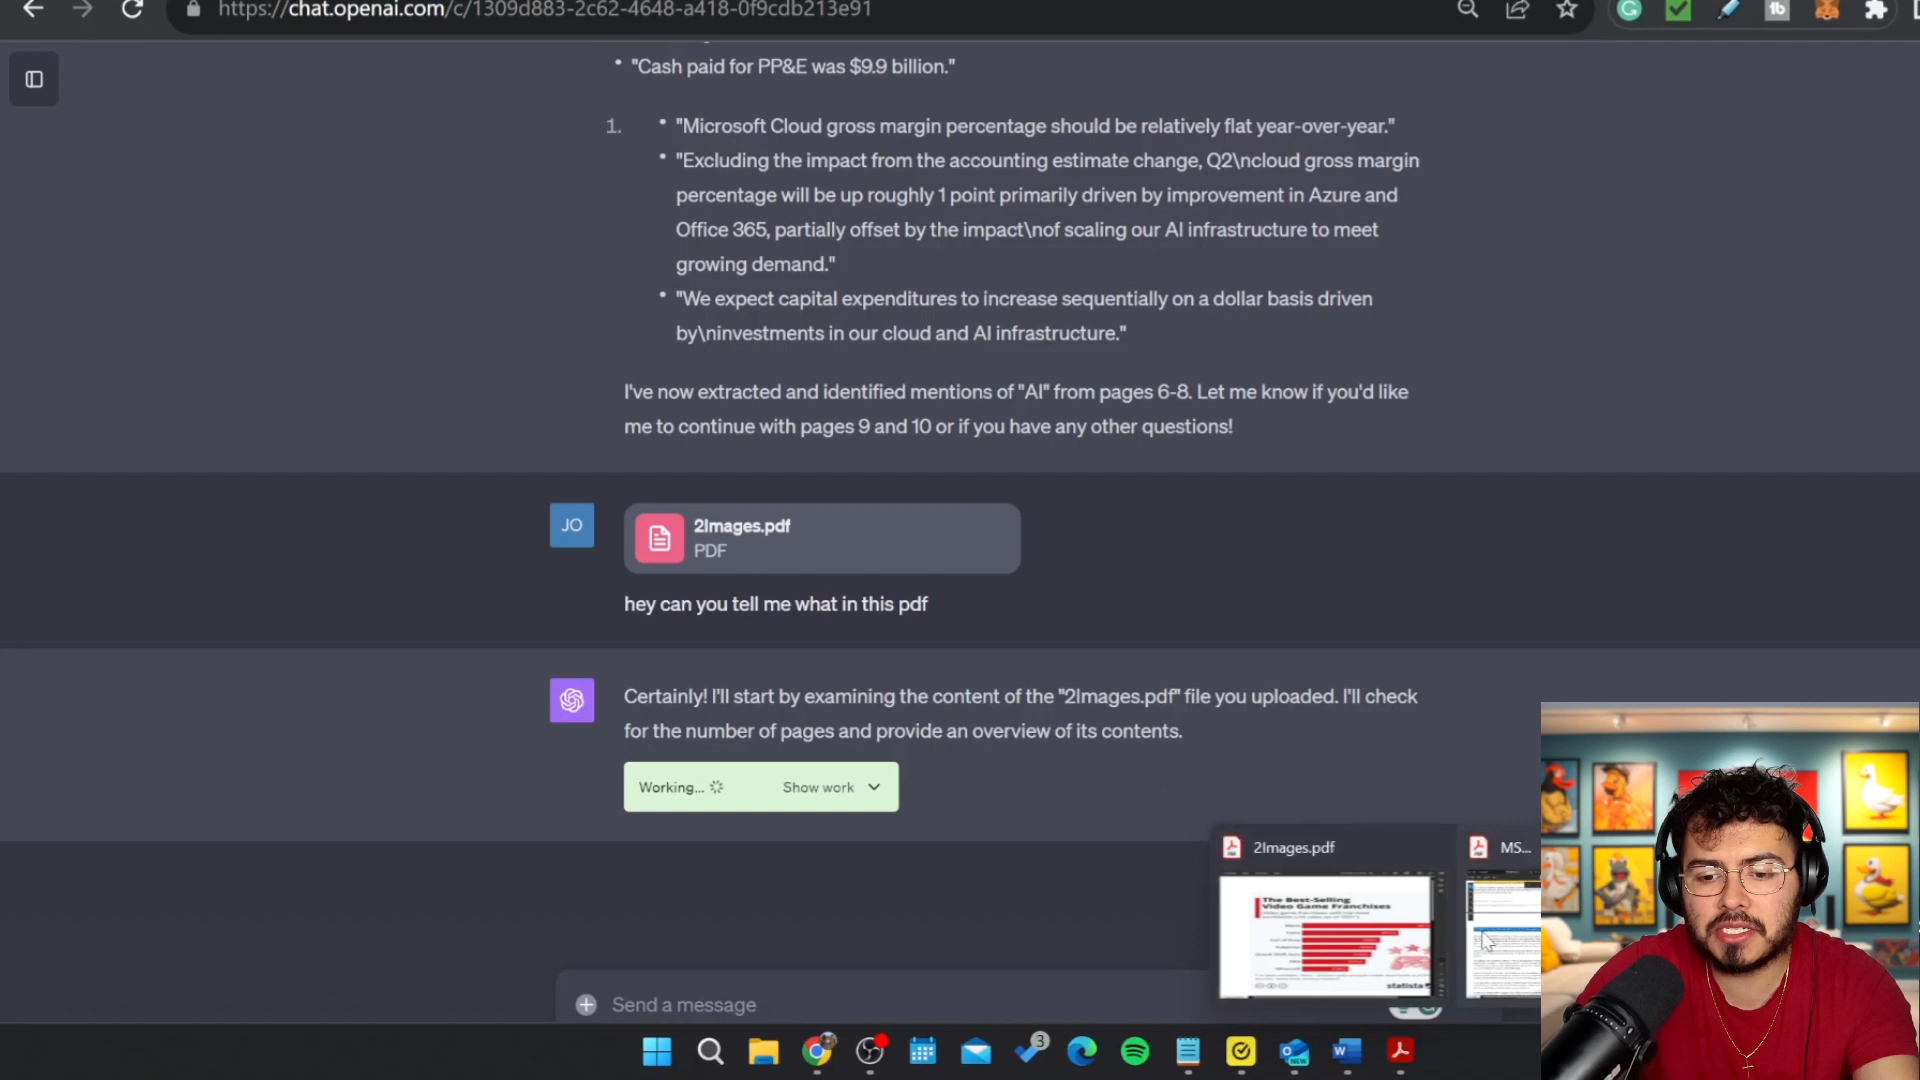 https://chat.openai.com/c/1309d883-2c62-4648-a418-0f9cdb213e91
• "Cash paid for PP&E was $9.9 billion."
1. • "Microsoft Cloud gross margin percentage should be relatively flat year-over-year."
• "Excluding the impact from the accounting estimate change, Q2\ncloud gross margin
percentage will be up roughly 1 point primarily driven by improvement in Azure and
Office 365, partially offset by the impact\nof scaling our AI infrastructure to meet
growing demand."
• "We expect capital expenditures to increase sequentially on a dollar basis driven
by\ninvestments in our cloud and AI infrastructure."
I've now extracted and identified mentions of "AI" from pages 6-8. Let me know if you'd like
me to continue with pages 9 and 10 or if you have any other questions!
JO
2Images.pdf
PDF
hey can you tell me what in this pdf
Certainly! I'll start by examining the content of the "2Images.pdf" file you uploaded. I'll check
for the number of pages and provide an overview of its contents.
Working... Show work
2Images.pdf
MS...
The Best-Selling
Video Game Franchises
statista
Send a message
3
NEW